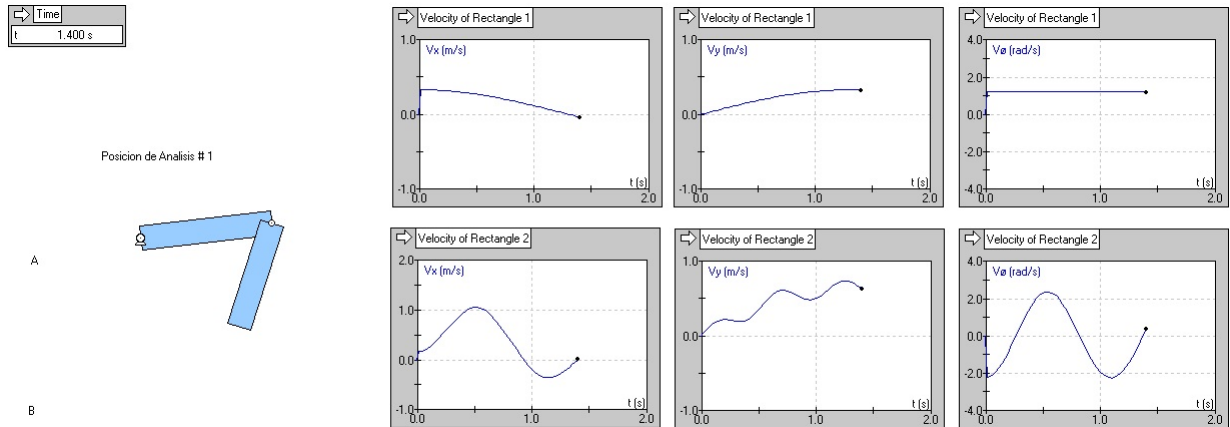 Time
t 1.400 s
Posicion de Analisis # 1
A
B
Velocity of Rectangle 1
Vx (m/s)
1.0
0.0
-1.0
0.0 1.0 2.0
t (s)
Velocity of Rectangle 1
Vy (m/s)
1.0
0.0
-1.0
0.0 1.0 2.0
t (s)
Velocity of Rectangle 1
Vø (rad/s)
4.0
2.0
0.0
-2.0
-4.0
0.0 1.0 2.0
t (s)
Velocity of Rectangle 2
Vx (m/s)
2.0
1.0
0.0
-1.0
0.0 1.0 2.0
t (s)
Velocity of Rectangle 2
Vy (m/s)
1.0
0.0
-1.0
0.0 1.0 2.0
t (s)
Velocity of Rectangle 2
Vø (rad/s)
4.0
2.0
0.0
-2.0
-4.0
0.0 1.0 2.0
t (s)